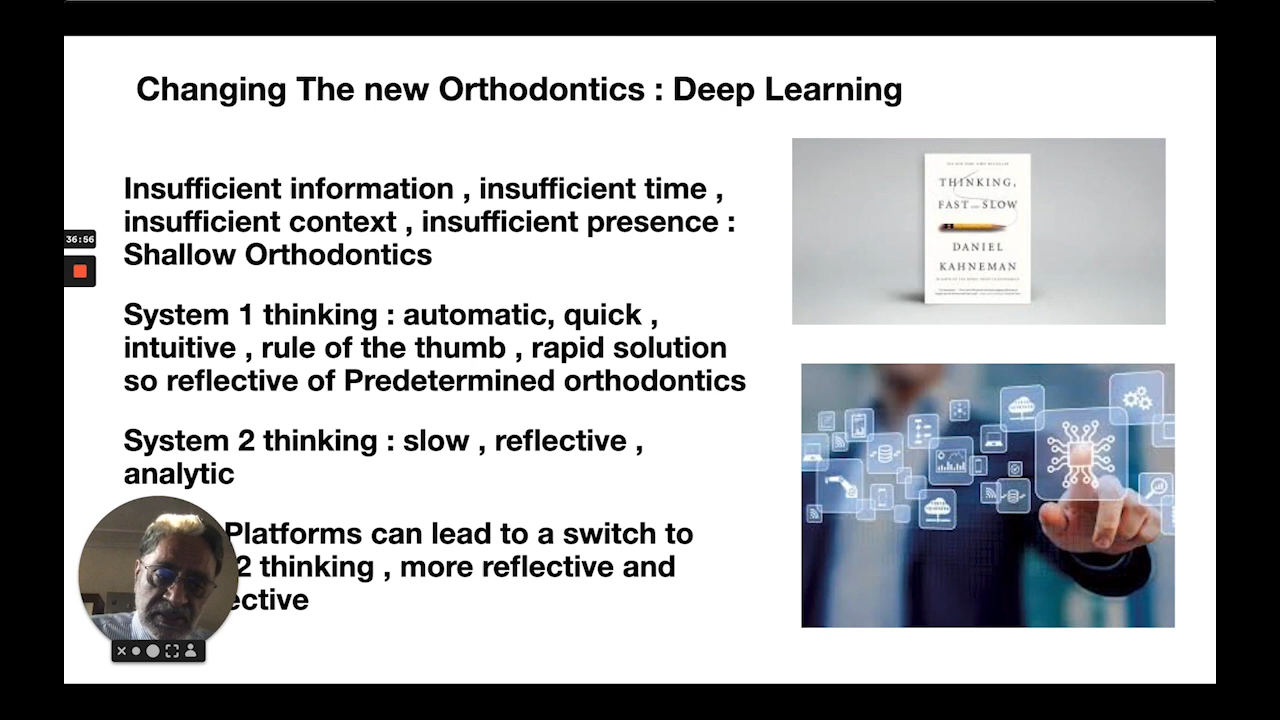 Changing The new Orthodontics : Deep Learning
Insufficient information , insufficient time ,
insufficient context , insufficient presence :
Shallow Orthodontics
36:56
System 1 thinking : automatic, quick ,
intuitive , rule of the thumb , rapid solution
so reflective of Predetermined orthodontics
System 2 thinking : slow , reflective ,
analytic
Platforms can lead to a switch to
2 thinking , more reflective and
ective
THINKING,
FAST AND SLOW
DANIEL
KAHNEMAN